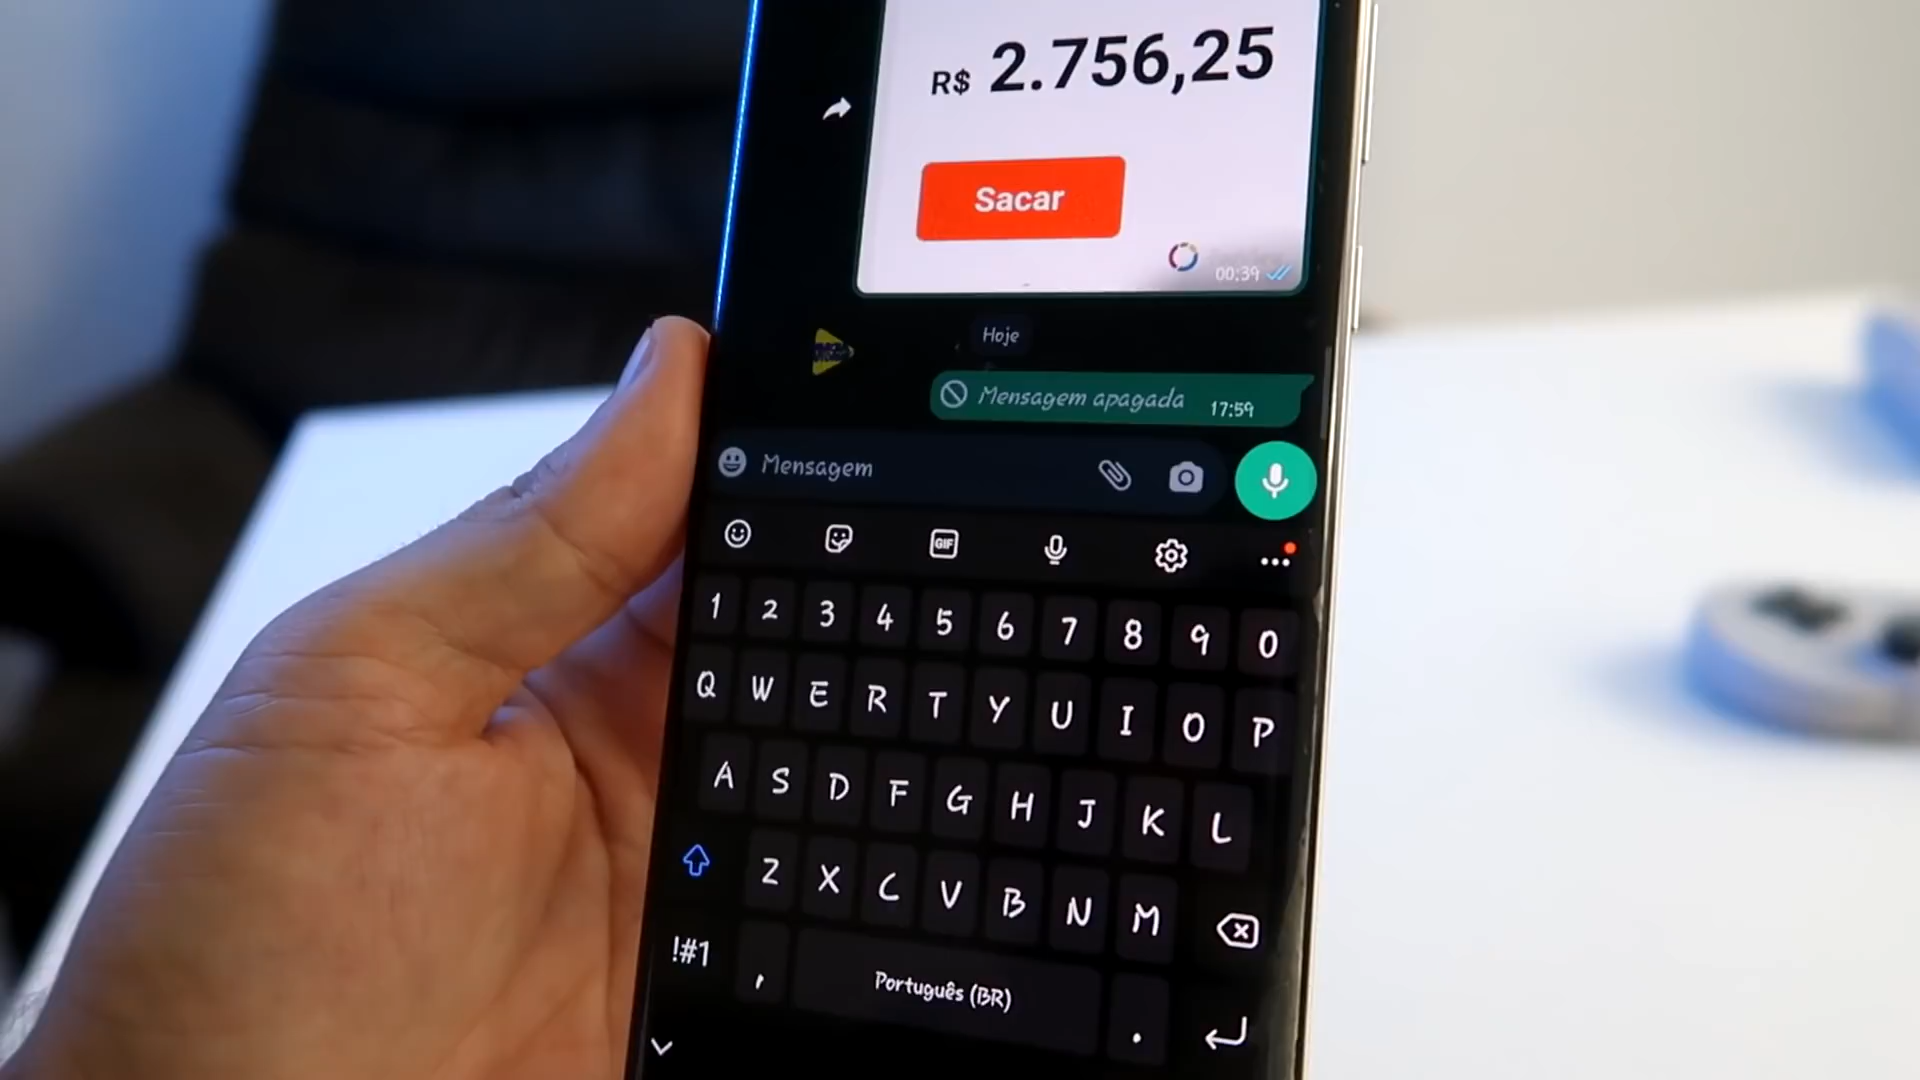 R$ 2.756,25
Sacar
00:39
Hoje
Mensagem apagada 17:59
Mensagem
GIF
1 2 3 4 5 6 7 8 9 0
Q W E R T Y U I O P
A S D F G H J K L
Z X C V B N M
!#1 , Português (BR) .